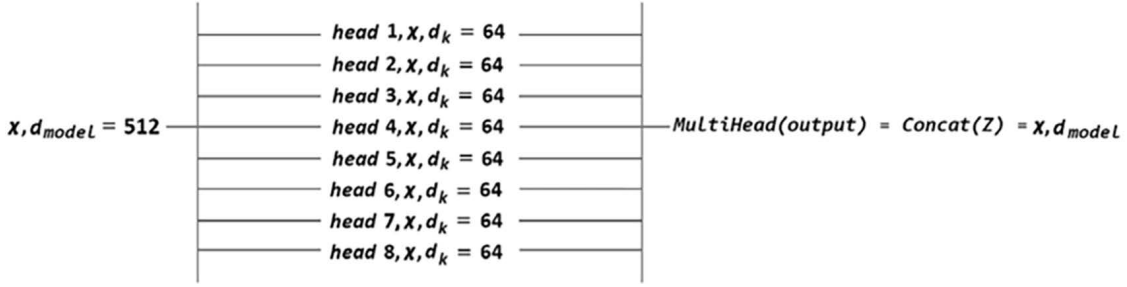 head 1, x, d_k = 64
head 2, x, d_k = 64
head 3, x, d_k = 64
x, d_model = 512 head 4, x, d_k = 64 MultiHead(output) = Concat(Z) = x, d_model
head 5, x, d_k = 64
head 6, x, d_k = 64
head 7, x, d_k = 64
head 8, x, d_k = 64